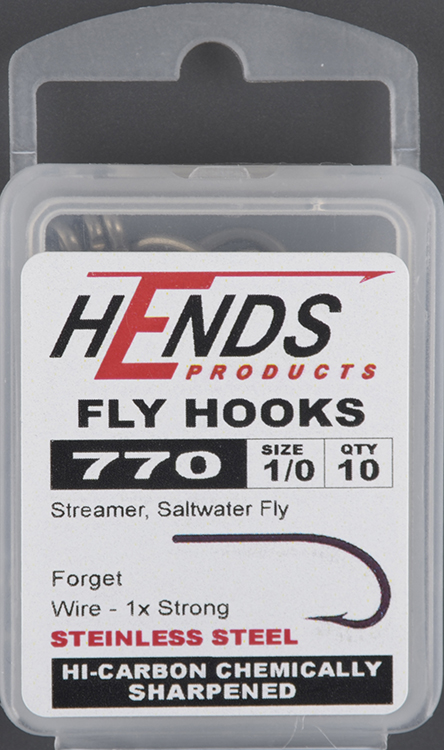 HENDS
PRODUCTS
FLY HOOKS
770 SIZE 1/0 QTY 10
Streamer, Saltwater Fly
Forget
Wire - 1x Strong
STEINLESS STEEL
HI-CARBON CHEMICALLY
SHARPENED